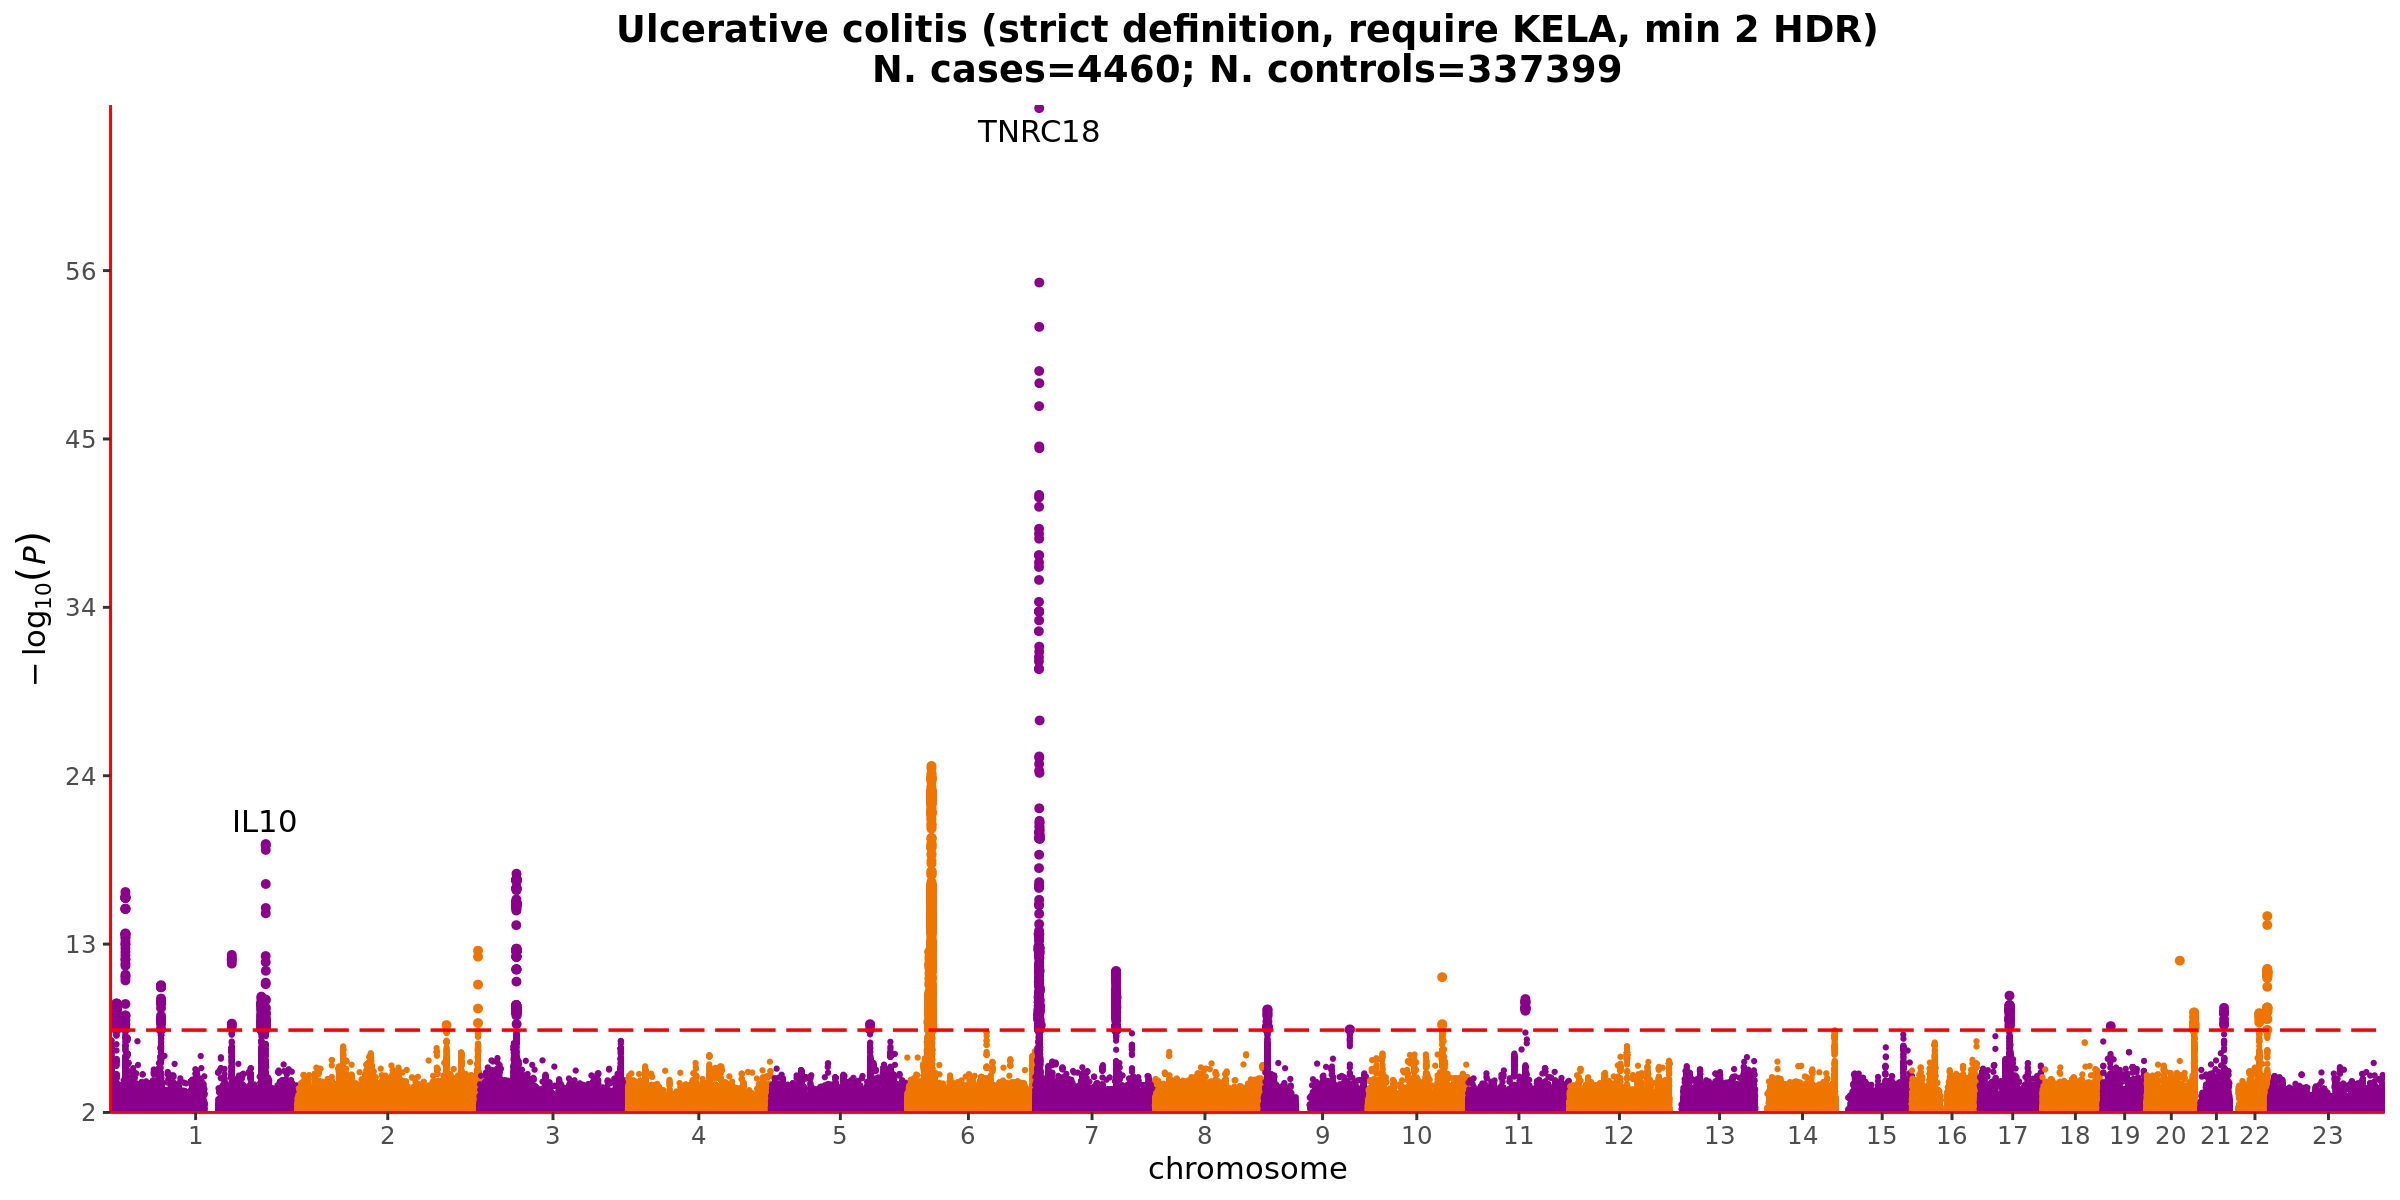 Ulcerative colitis (strict definition, require KELA, min 2 HDR)
N. cases=4460; N. controls=337399
TNRC18
56
45
−log10(P)
34
24
IL10
13
2
1 2 3 4 5 6 7 8 9 10 11 12 13 14 15 16 17 18 19 20 21 22 23
chromosome